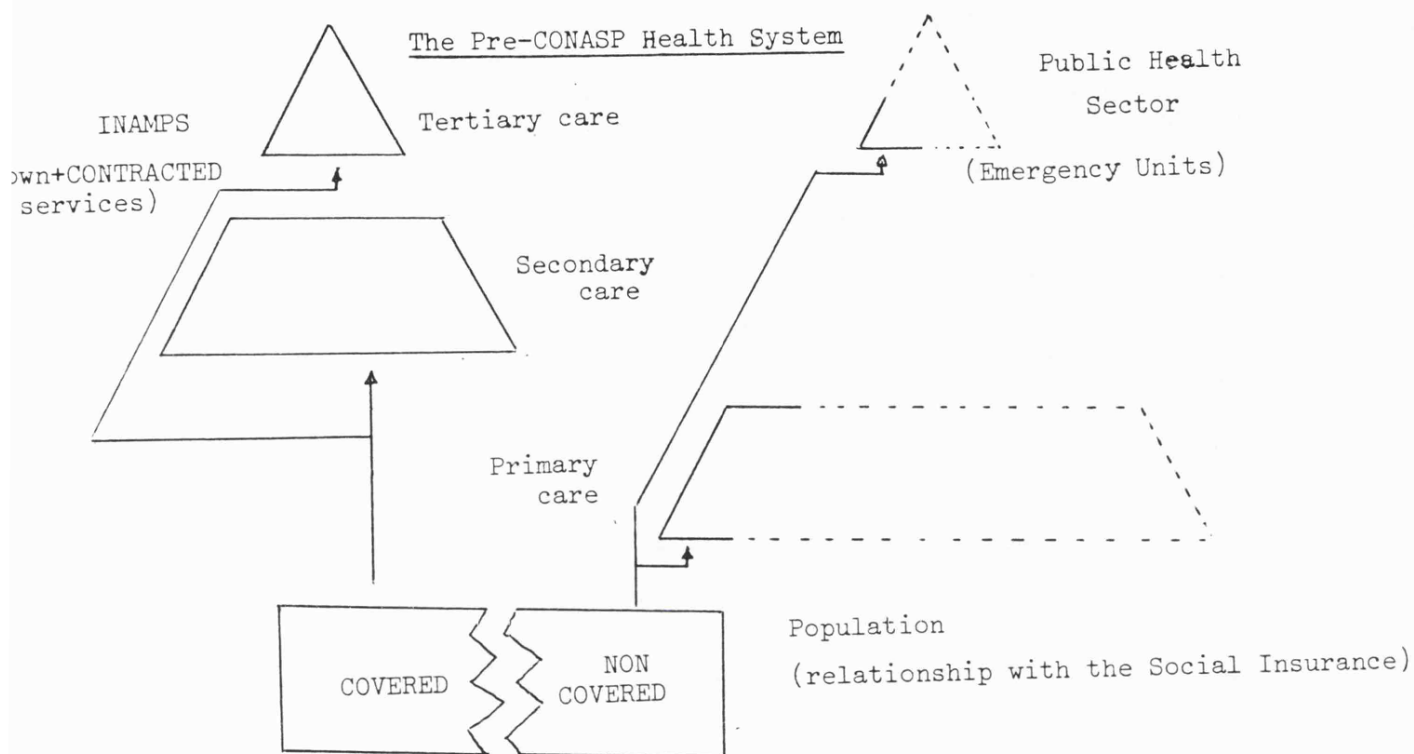 The Pre-CONASP Health System
Public Health
Sector
INAMPS
Tertiary care
own+CONTRACTED
services)
(Emergency Units)
Secondary
care
Primary
care
Population
(relationship with the Social Insurance)
COVERED
NON
COVERED